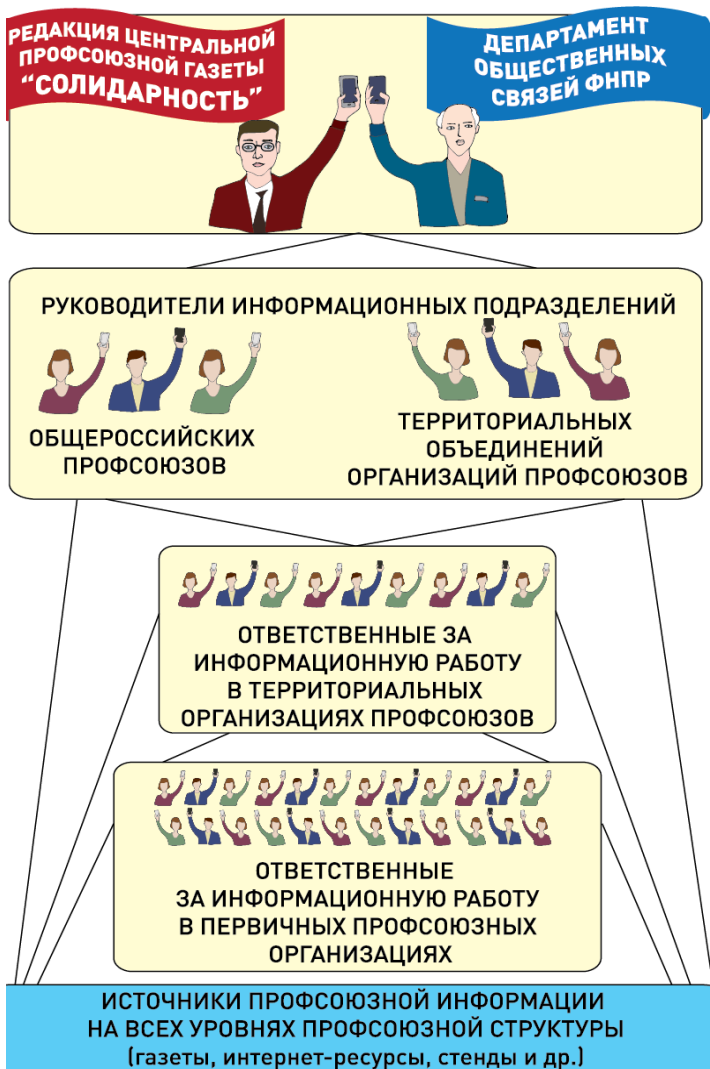 РЕДАКЦИЯ ЦЕНТРАЛЬНОЙ
ПРОФСОЮЗНОЙ ГАЗЕТЫ
“СОЛИДАРНОСТЬ”
ДЕПАРТАМЕНТ
ОБЩЕСТВЕННЫХ
СВЯЗЕЙ ФНПР
РУКОВОДИТЕЛИ ИНФОРМАЦИОННЫХ ПОДРАЗДЕЛЕНИЙ
ОБЩЕРОССИЙСКИХ
ПРОФСОЮЗОВ
ТЕРРИТОРИАЛЬНЫХ
ОБЪЕДИНЕНИЙ
ОРГАНИЗАЦИЙ ПРОФСОЮЗОВ
ОТВЕТСТВЕННЫЕ ЗА
ИНФОРМАЦИОННУЮ РАБОТУ
В ТЕРРИТОРИАЛЬНЫХ
ОРГАНИЗАЦИЯХ ПРОФСОЮЗОВ
ОТВЕТСТВЕННЫЕ
ЗА ИНФОРМАЦИОННУЮ РАБОТУ
В ПЕРВИЧНЫХ ПРОФСОЮЗНЫХ
ОРГАНИЗАЦИЯХ
ИСТОЧНИКИ ПРОФСОЮЗНОЙ ИНФОРМАЦИИ
НА ВСЕХ УРОВНЯХ ПРОФСОЮЗНОЙ СТРУКТУРЫ
(газеты, интернет-ресурсы, стенды и др.)